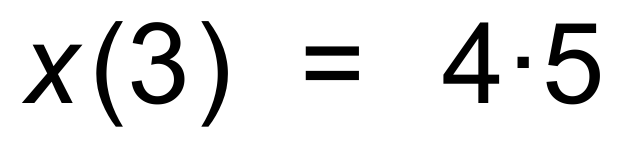 x(3) = 4·5